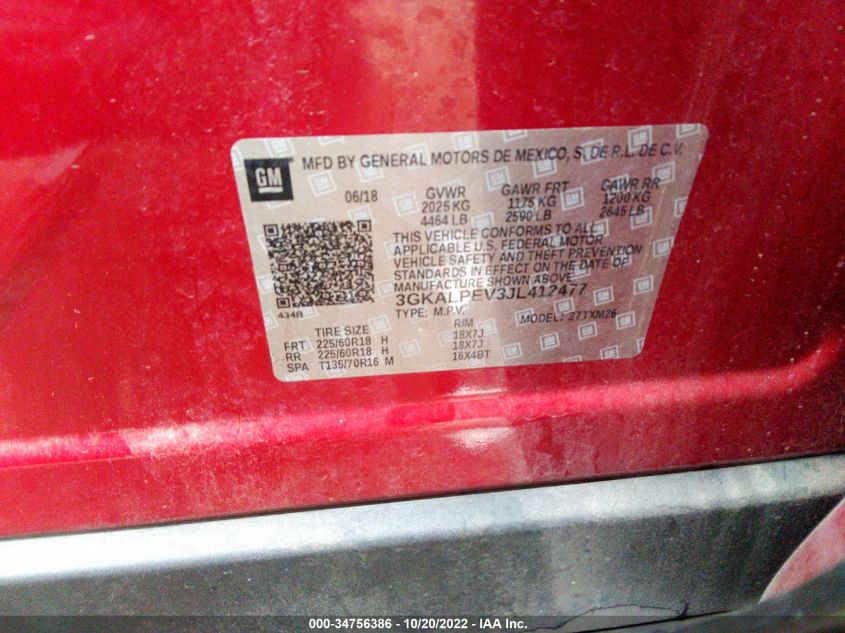 GM
MFD BY GENERAL MOTORS DE MEXICO, S. DE R.L. DE C.V.
06/18 GVWR GAWR FRT GAWR RR
2025 KG 1175 KG 1200 KG
4464 LB 2590 LB 2645 LB
THIS VEHICLE CONFORMS TO ALL
APPLICABLE U.S. FEDERAL MOTOR
VEHICLE SAFETY AND THEFT PREVENTION
STANDARDS IN EFFECT ON THE DATE OF
MANUFACTURE SHOWN ABOVE.
3GKALPEV3JL412477
434B TYPE: M.P.V. MODEL: 37TXM26
TIRE SIZE RIM
FRT 225/60R18 H 18X7J
RR 225/60R18 H 18X7J
SPA T135/70R16 M 16X4BT
000-34756386 - 10/20/2022 - IAA Inc.